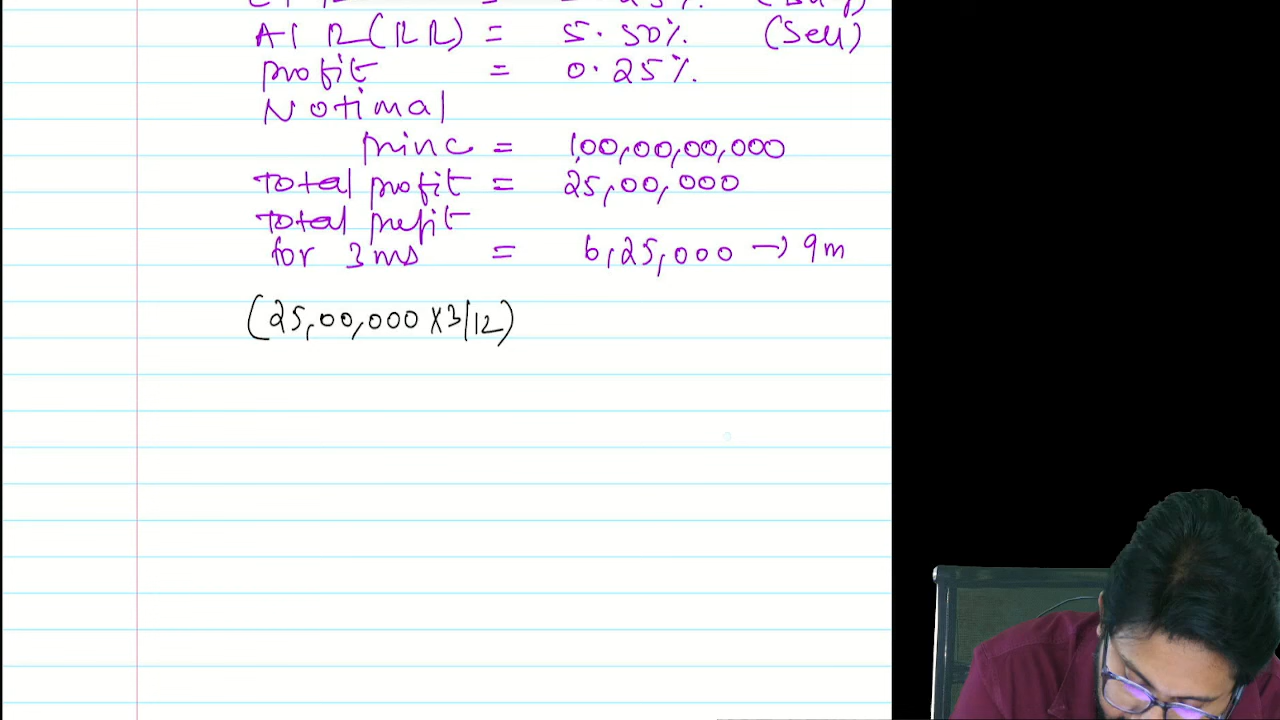 AI R(RR) = 5.50% (Sell)
profit = 0.25%
Notimal
princ = 1,00,00,00,000
Total profit = 25,00,000
Total profit
for 3ms = 6,25,000 → 9m
(25,00,000 x 3/12)